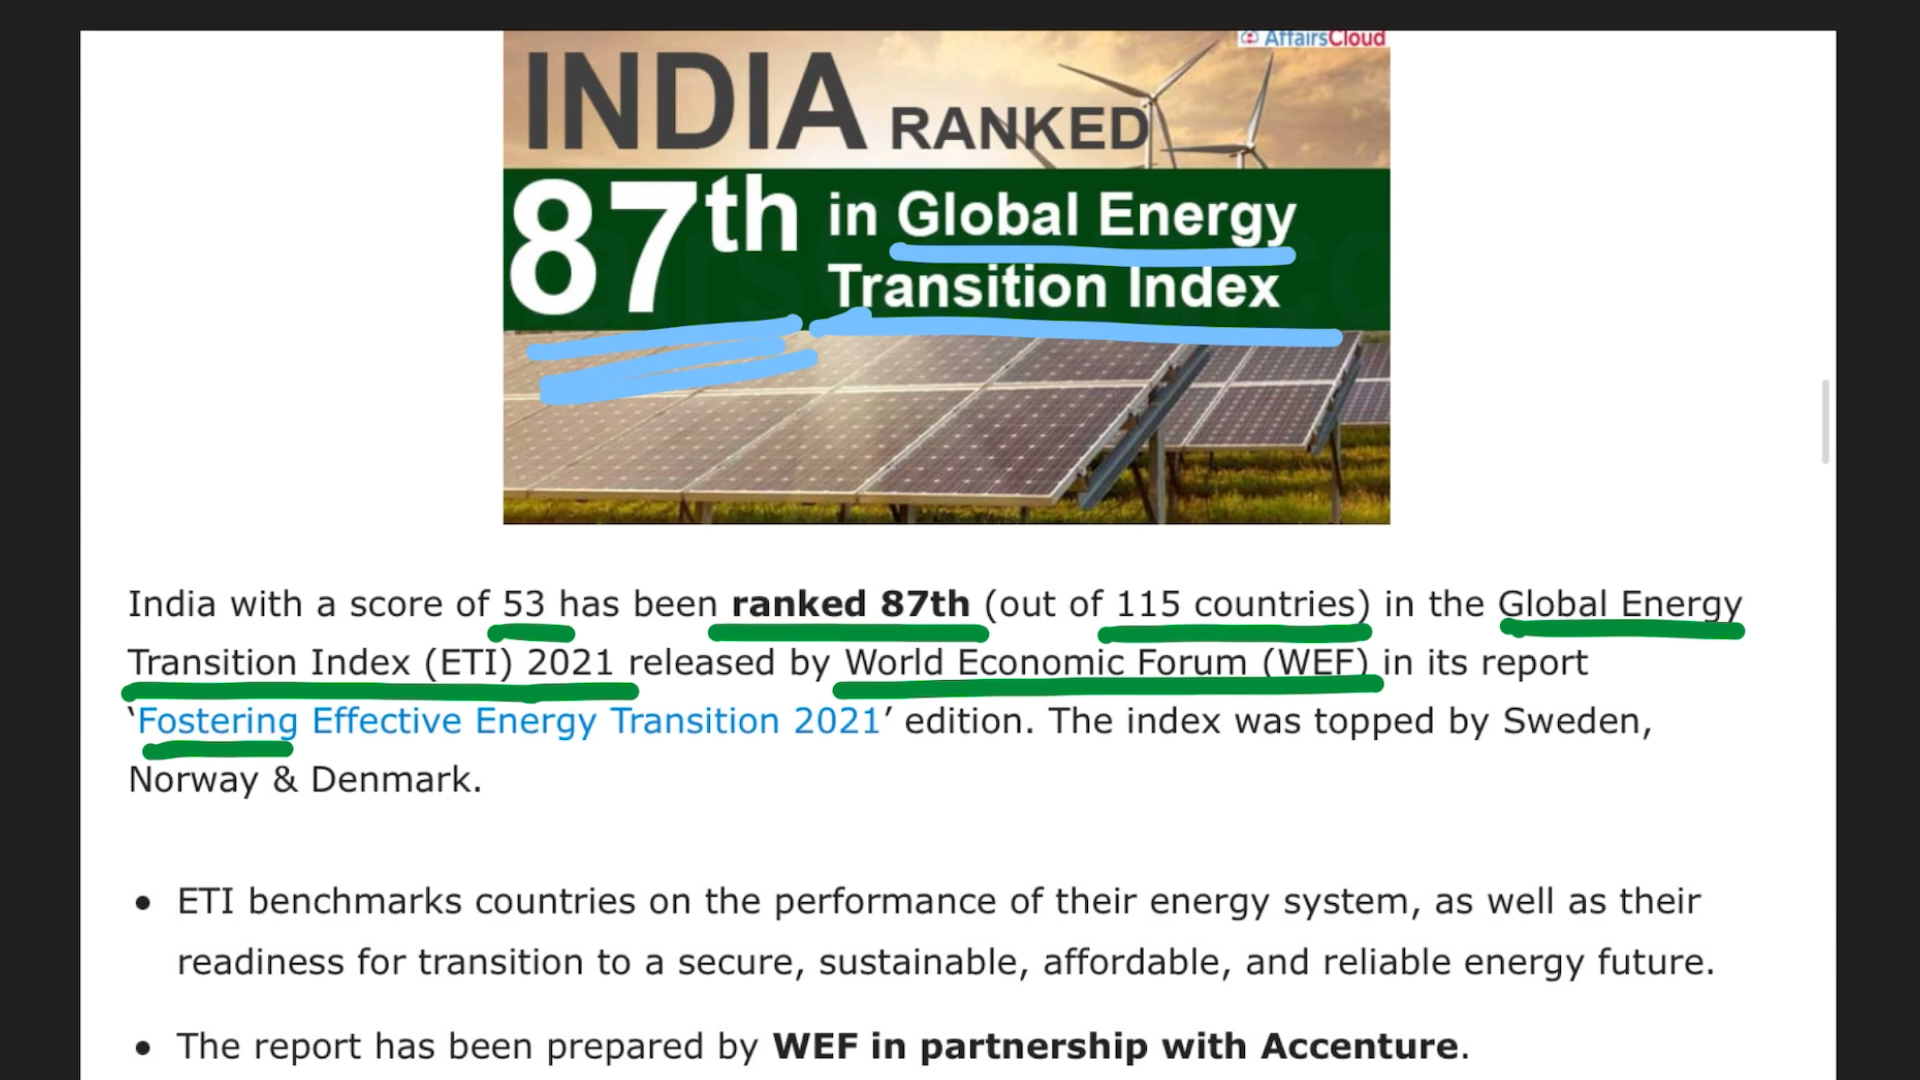 AffairsCloud
INDIA RANKED
87th in Global Energy
Transition Index
India with a score of 53 has been ranked 87th (out of 115 countries) in the Global Energy
Transition Index (ETI) 2021 released by World Economic Forum (WEF) in its report
‘Fostering Effective Energy Transition 2021’ edition. The index was topped by Sweden,
Norway & Denmark.
• ETI benchmarks countries on the performance of their energy system, as well as their
readiness for transition to a secure, sustainable, affordable, and reliable energy future.
• The report has been prepared by WEF in partnership with Accenture.